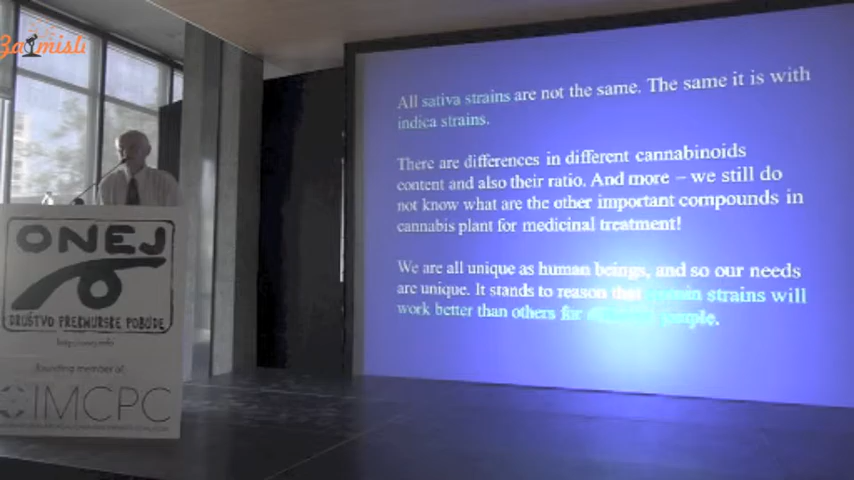 Zamisli
All sativa strains are not the same. The same it is with
indica strains.
There are differences in different cannabinoids
content and also their ratio. And more – we still do
not know what are the other important compounds in
cannabis plant for medicinal treatment!
We are all unique as human beings, and so our needs
are unique. It stands to reason that strains will
work better than others for people.
ONEJ
DRUŠTVO PREKMURSKE POBUDE
founding member of
IMCPC